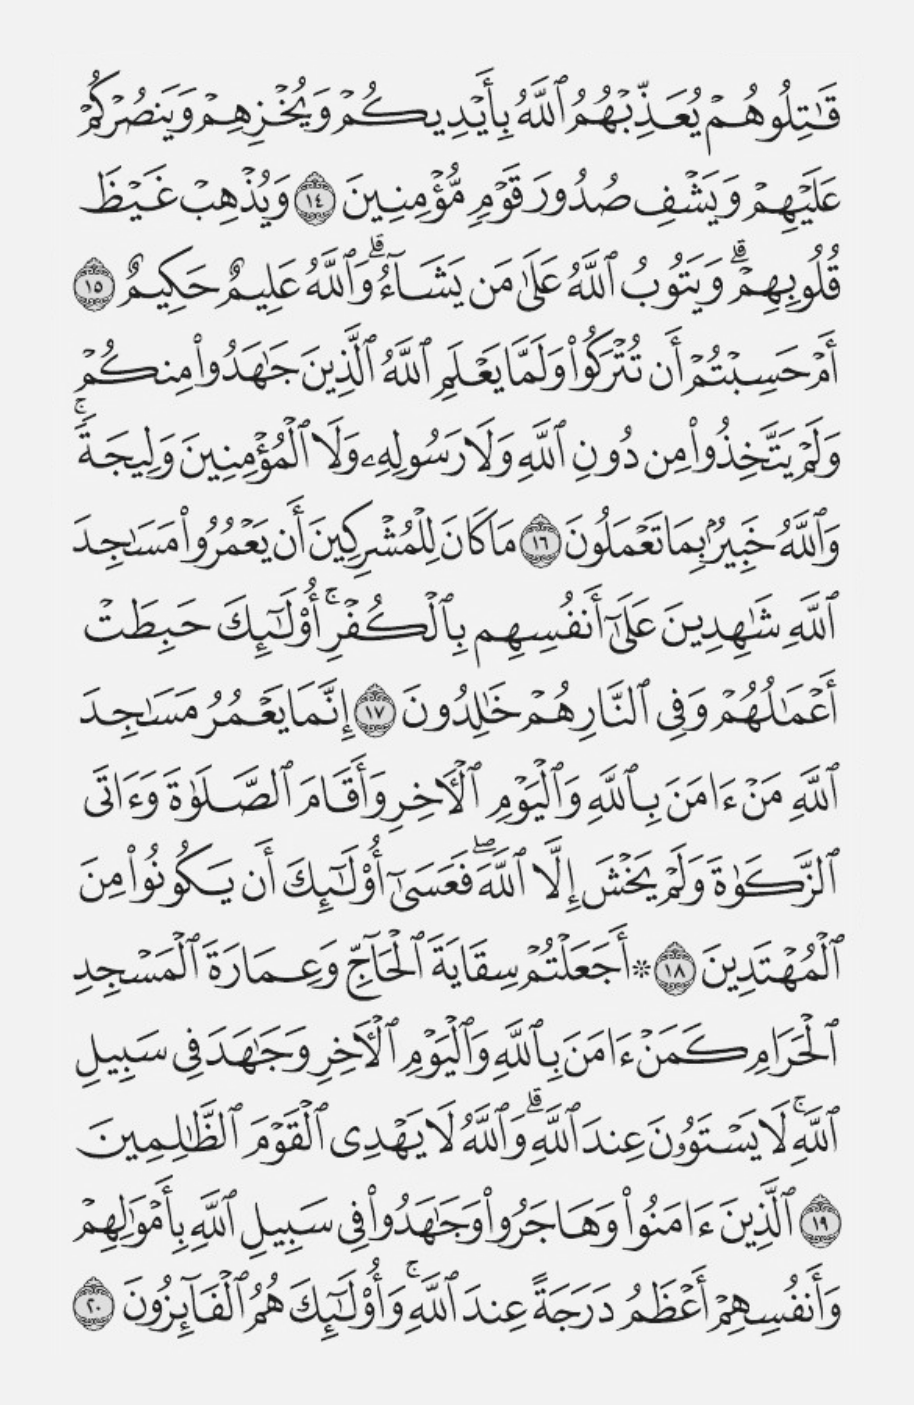 قَـٰتِلُوهُمْ يُعَذِّبْهُمُ ٱللَّهُ بِأَيْدِيكُمْ وَيُخْزِهِمْ وَيَنصُرْكُمْ
عَلَيْهِمْ وَيَشْفِ صُدُورَ قَوْمٍ مُّؤْمِنِينَ ١٤ وَيُذْهِبْ غَيْظَ
قُلُوبِهِمْ ۗ وَيَتُوبُ ٱللَّهُ عَلَىٰ مَن يَشَآءُ ۗ وَٱللَّهُ عَلِيمٌ حَكِيمٌ ١٥
أَمْ حَسِبْتُمْ أَن تُتْرَكُوا۟ وَلَمَّا يَعْلَمِ ٱللَّهُ ٱلَّذِينَ جَـٰهَدُوا۟ مِنكُمْ
وَلَمْ يَتَّخِذُوا۟ مِن دُونِ ٱللَّهِ وَلَا رَسُولِهِۦ وَلَا ٱلْمُؤْمِنِينَ وَلِيجَةً ۚ
وَٱللَّهُ خَبِيرٌۢ بِمَا تَعْمَلُونَ ١٦ مَا كَانَ لِلْمُشْرِكِينَ أَن يَعْمُرُوا۟ مَسَـٰجِدَ
ٱللَّهِ شَـٰهِدِينَ عَلَىٰٓ أَنفُسِهِم بِٱلْكُفْرِ ۚ أُو۟لَـٰٓئِكَ حَبِطَتْ
أَعْمَـٰلُهُمْ وَفِى ٱلنَّارِ هُمْ خَـٰلِدُونَ ١٧ إِنَّمَا يَعْمُرُ مَسَـٰجِدَ
ٱللَّهِ مَنْ ءَامَنَ بِٱللَّهِ وَٱلْيَوْمِ ٱلْـَٔاخِرِ وَأَقَامَ ٱلصَّلَوٰةَ وَءَاتَى
ٱلزَّكَوٰةَ وَلَمْ يَخْشَ إِلَّا ٱللَّهَ ۖ فَعَسَىٰٓ أُو۟لَـٰٓئِكَ أَن يَكُونُوا۟ مِنَ
ٱلْمُهْتَدِينَ ١٨ ۞ أَجَعَلْتُمْ سِقَايَةَ ٱلْحَآجِّ وَعِمَارَةَ ٱلْمَسْجِدِ
ٱلْحَرَامِ كَمَنْ ءَامَنَ بِٱللَّهِ وَٱلْيَوْمِ ٱلْـَٔاخِرِ وَجَـٰهَدَ فِى سَبِيلِ
ٱللَّهِ ۚ لَا يَسْتَوُۥنَ عِندَ ٱللَّهِ ۗ وَٱللَّهُ لَا يَهْدِى ٱلْقَوْمَ ٱلظَّـٰلِمِينَ
١٩ ٱلَّذِينَ ءَامَنُوا۟ وَهَاجَرُوا۟ وَجَـٰهَدُوا۟ فِى سَبِيلِ ٱللَّهِ بِأَمْوَٰلِهِمْ
وَأَنفُسِهِمْ أَعْظَمُ دَرَجَةً عِندَ ٱللَّهِ ۚ وَأُو۟لَـٰٓئِكَ هُمُ ٱلْفَآئِزُونَ ٢٠